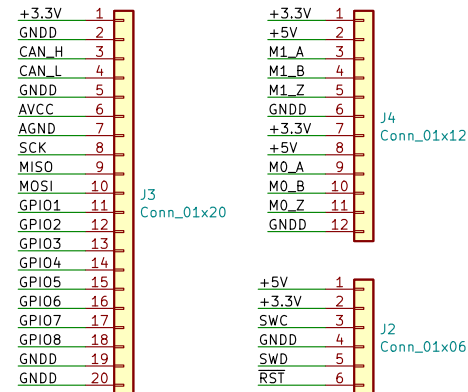 +3.3V 1
GNDD 2
CAN_H 3
CAN_L 4
GNDD 5
AVCC 6
AGND 7
SCK 8
MISO 9
MOSI 10
GPIO1 11
GPIO2 12
GPIO3 13
GPIO4 14
GPIO5 15
GPIO6 16
GPIO7 17
GPIO8 18
GNDD 19
GNDD 20
J3
Conn_01x20
+3.3V 1
+5V 2
M1_A 3
M1_B 4
M1_Z 5
GNDD 6
+3.3V 7
+5V 8
M0_A 9
M0_B 10
M0_Z 11
GNDD 12
J4
Conn_01x12
+5V 1
+3.3V 2
SWC 3
GNDD 4
SWD 5
RST 6
J2
Conn_01x06